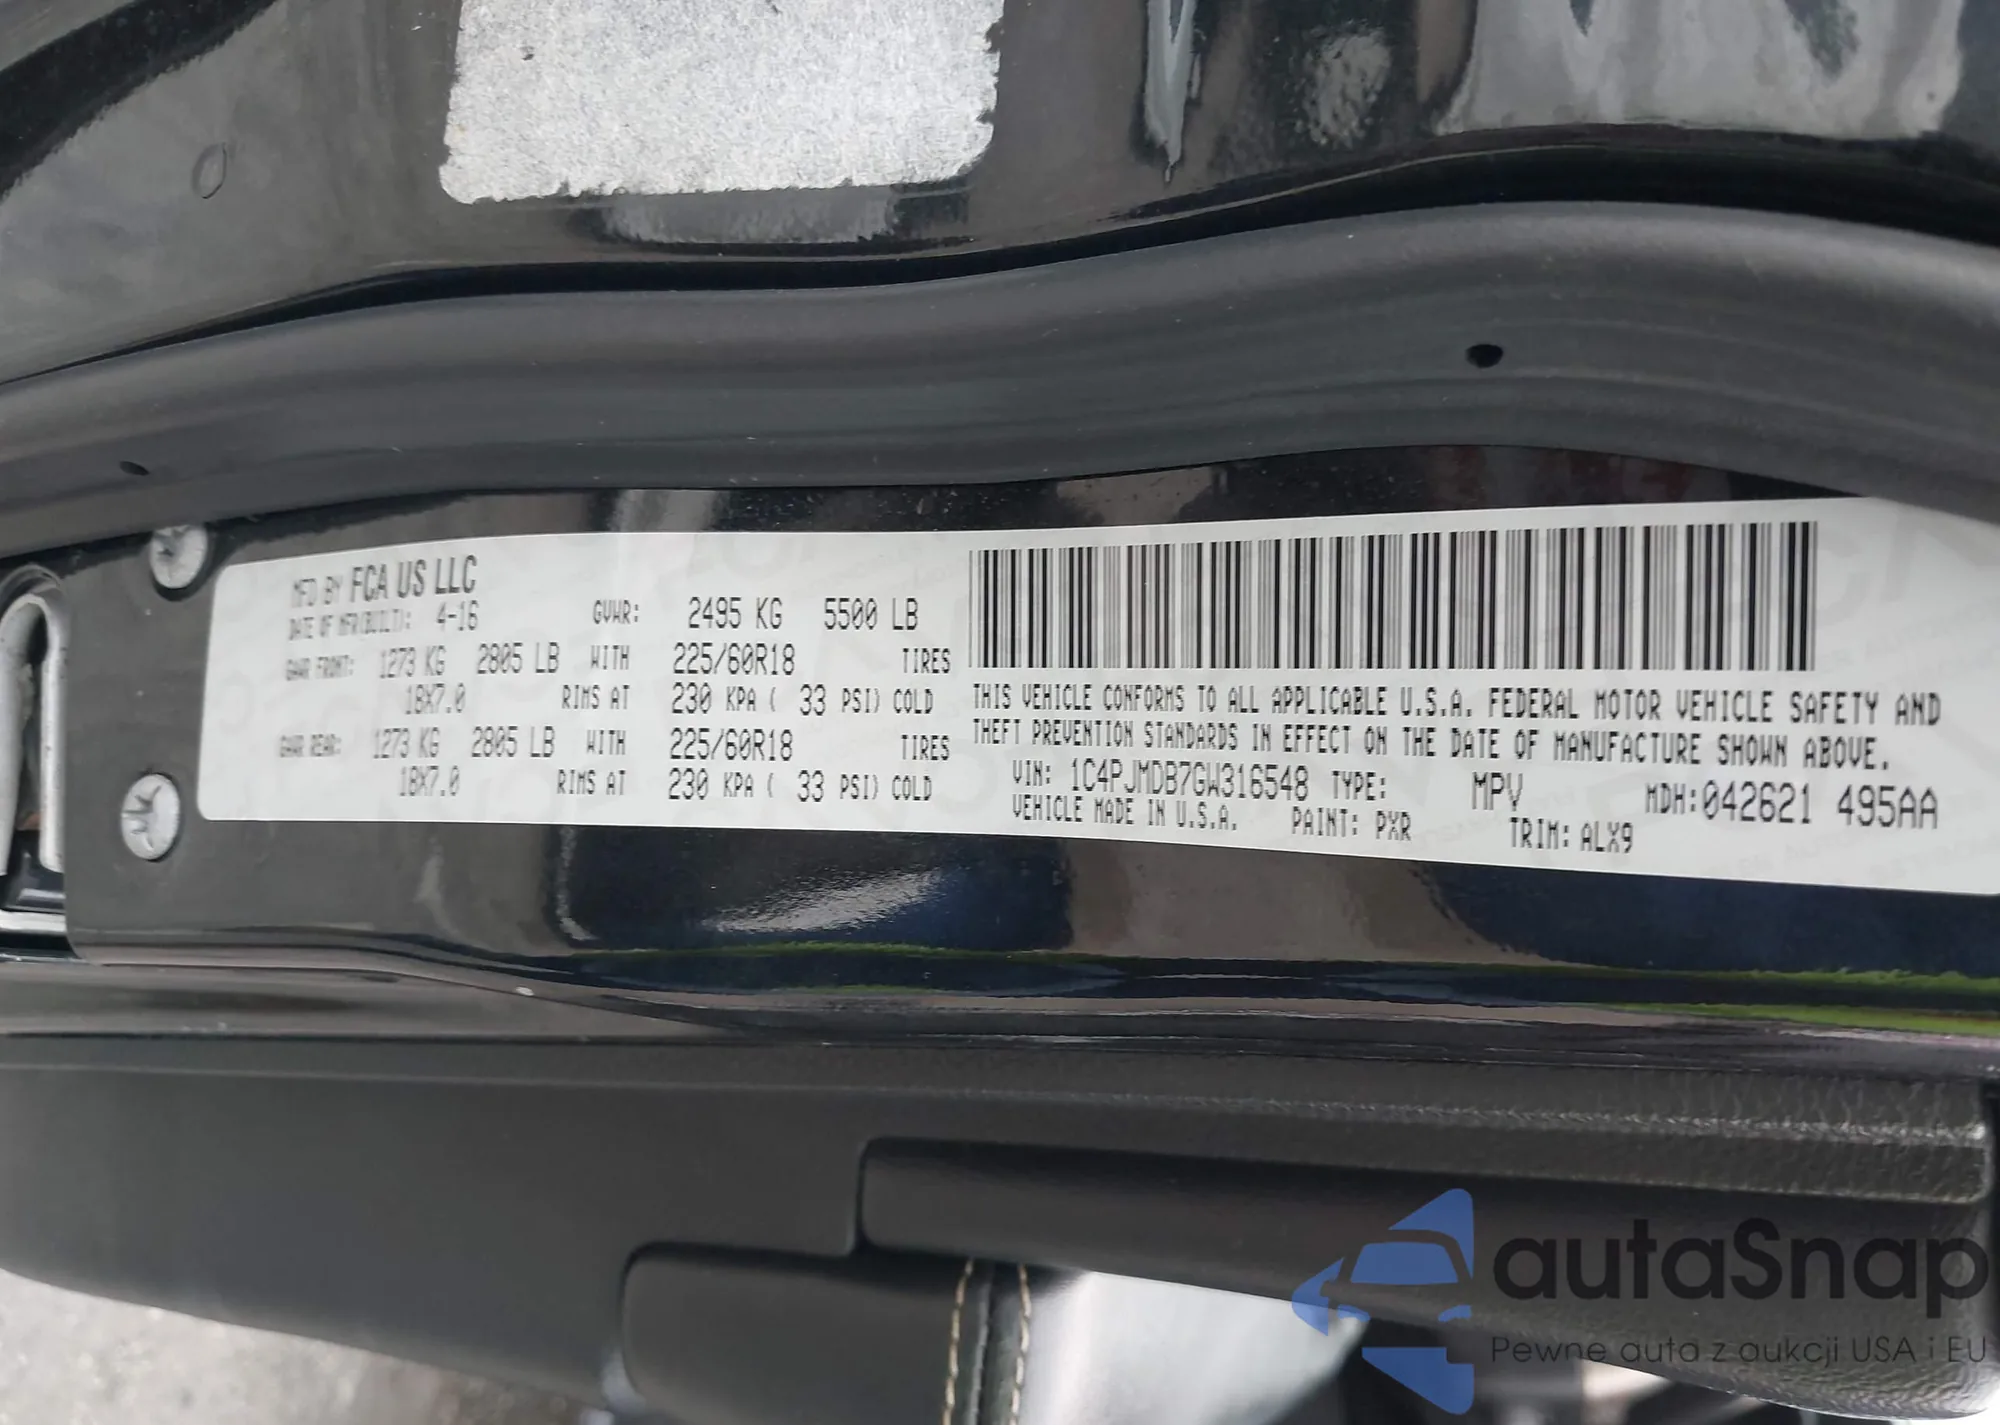 MFD BY FCA US LLC
DATE OF MFR(BUILT): 4-16 GVWR: 2495 KG 5500 LB
GAWR FRONT: 1273 KG 2805 LB WITH 225/60R18 TIRES
18X7.0 RIMS AT 230 KPA ( 33 PSI) COLD
GAWR REAR: 1273 KG 2805 LB WITH 225/60R18 TIRES
18X7.0 RIMS AT 230 KPA ( 33 PSI) COLD
THIS VEHICLE CONFORMS TO ALL APPLICABLE U.S.A. FEDERAL MOTOR VEHICLE SAFETY AND
THEFT PREVENTION STANDARDS IN EFFECT ON THE DATE OF MANUFACTURE SHOWN ABOVE.
VIN: 1C4PJMDB7GW316548 TYPE: MPV MDH:042621 495AA
VEHICLE MADE IN U.S.A. PAINT: PXR TRIM: ALX9
autaSnap
Pewne auta z aukcji USA i EU